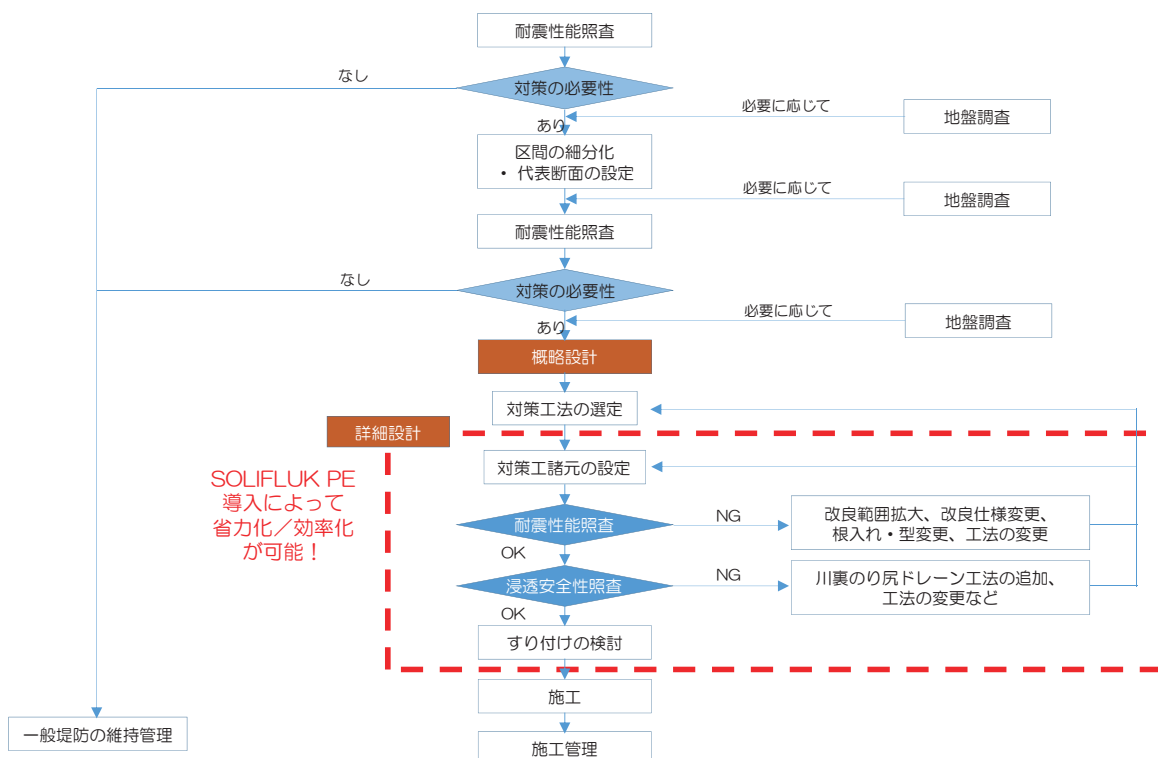 耐震性能照査
なし
対策の必要性
必要に応じて
地盤調査
あり
区間の細分化
・ 代表断面の設定
必要に応じて
地盤調査
耐震性能照査
なし
対策の必要性
必要に応じて
地盤調査
あり
概略設計
対策工法の選定
詳細設計
対策工諸元の設定
SOLIFLUK PE
導入によって
省力化／効率化
が可能！
耐震性能照査
NG
改良範囲拡大、改良仕様変更、
根入れ・型変更、工法の変更
OK
浸透安全性照査
NG
川裏のり尻ドレーン工法の追加、
工法の変更など
OK
すり付けの検討
施工
一般堤防の維持管理
施工管理